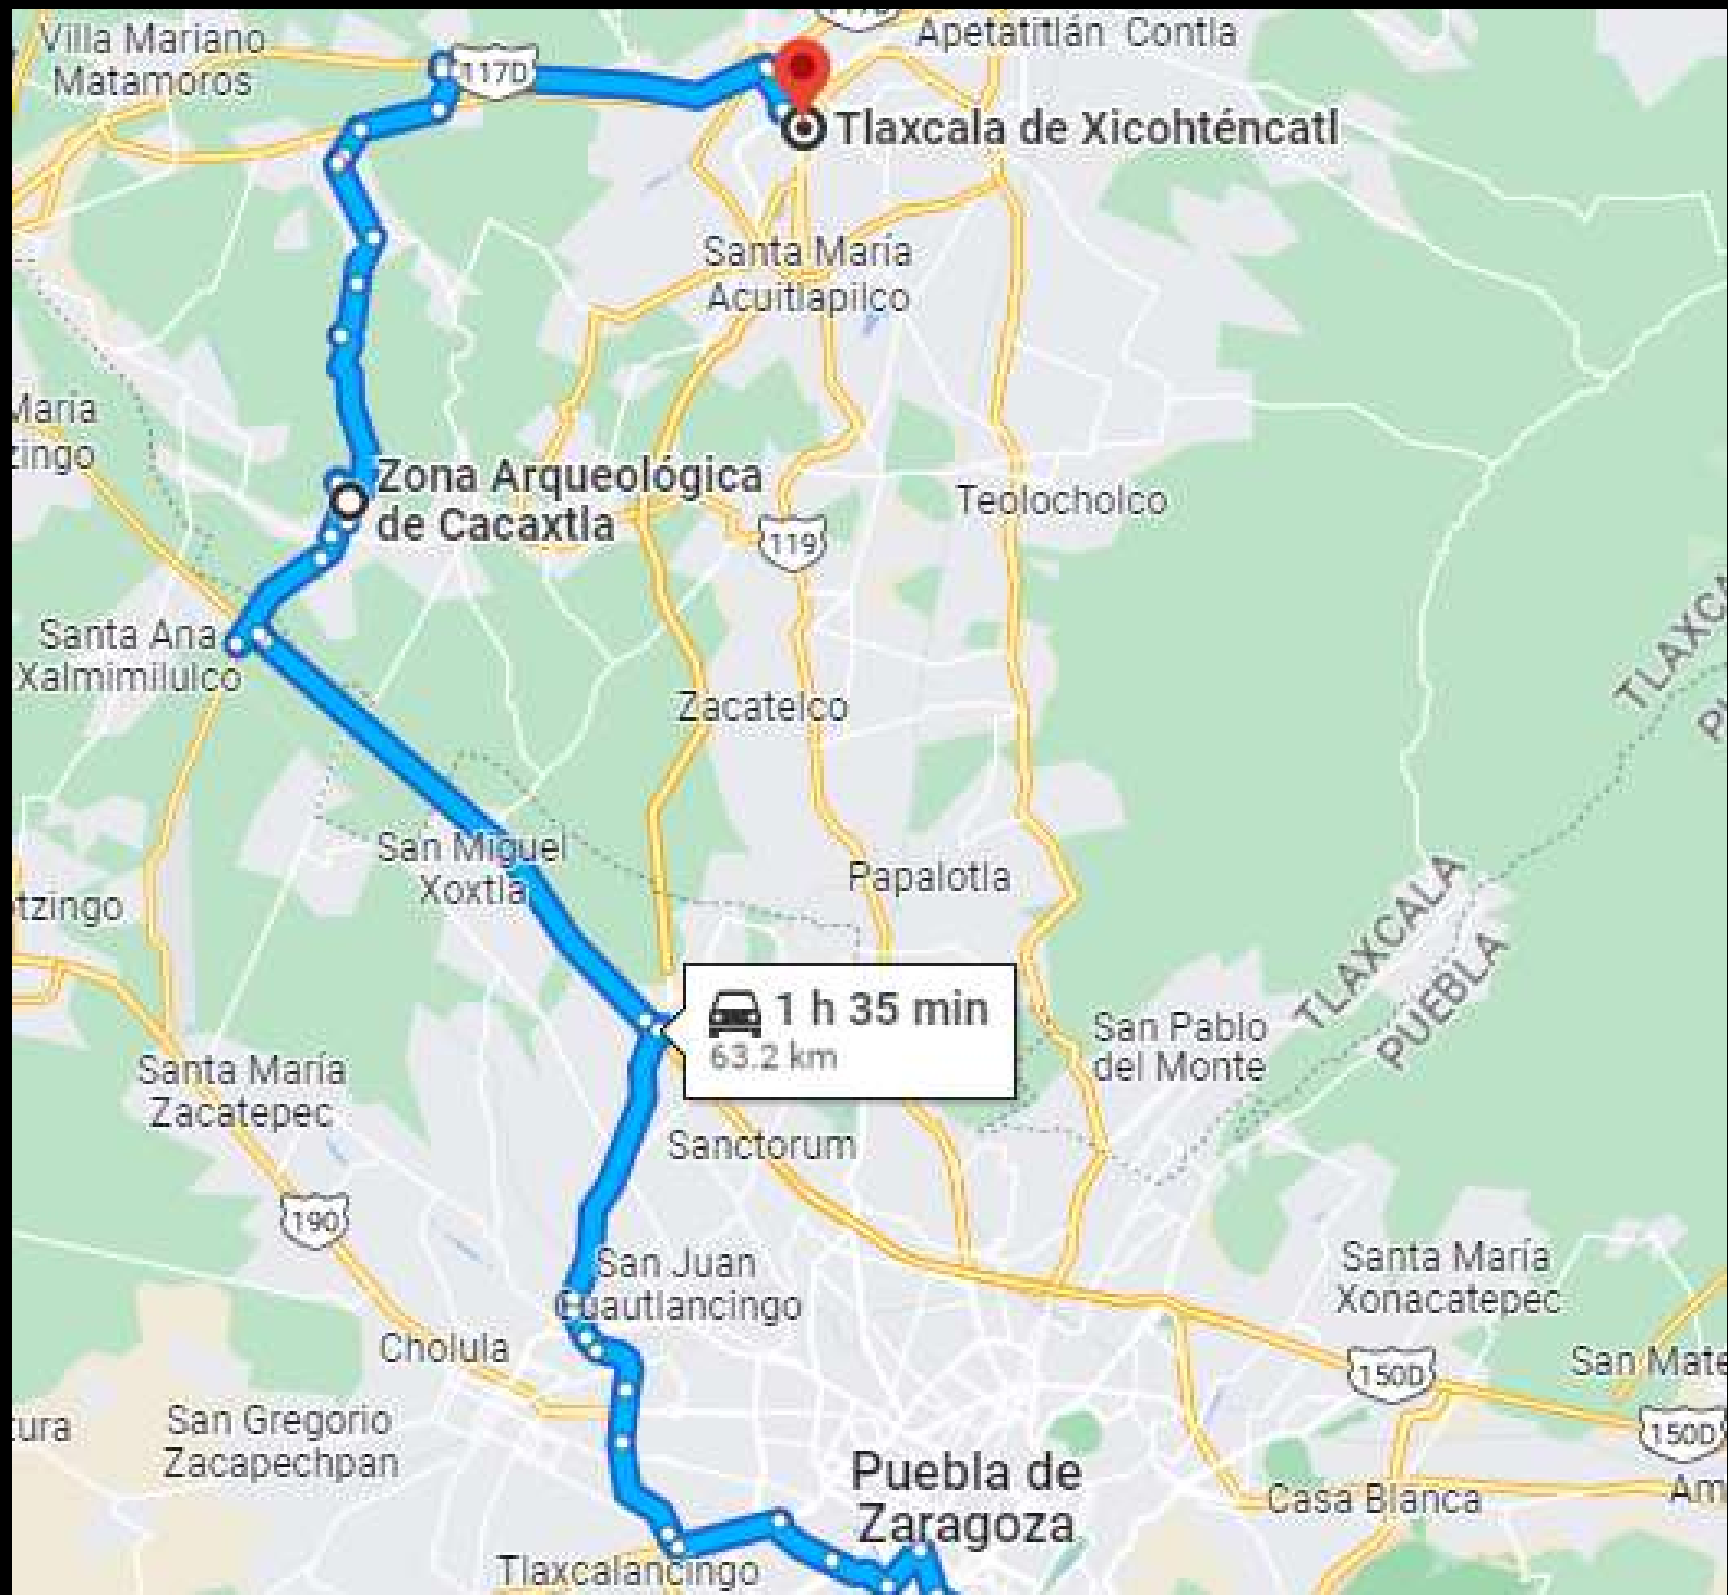 Villa Mariano
Matamoros
117D
Apetatitlán
Contla
Tlaxcala de Xicohténcatl
Santa María
Acuitlapilco
María
zingo
Zona Arqueológica
de Cacaxtla
Teolocholco
119
Santa Ana
Xalmimilulco
Zacatelco
San Miguel
Xoxtla
Papalotla
tzingo
TLAXCALA
PUEBLA
1 h 35 min
63.2 km
San Pablo
del Monte
Santa María
Zacatepec
Sanctorum
190
San Juan
Cuautlancingo
Santa María
Xonacatepec
Cholula
150D
San Mate
tura
San Gregorio
Zacapechpan
150D
Puebla de
Zaragoza
Casa Blanca
Am
Tlaxcalancingo